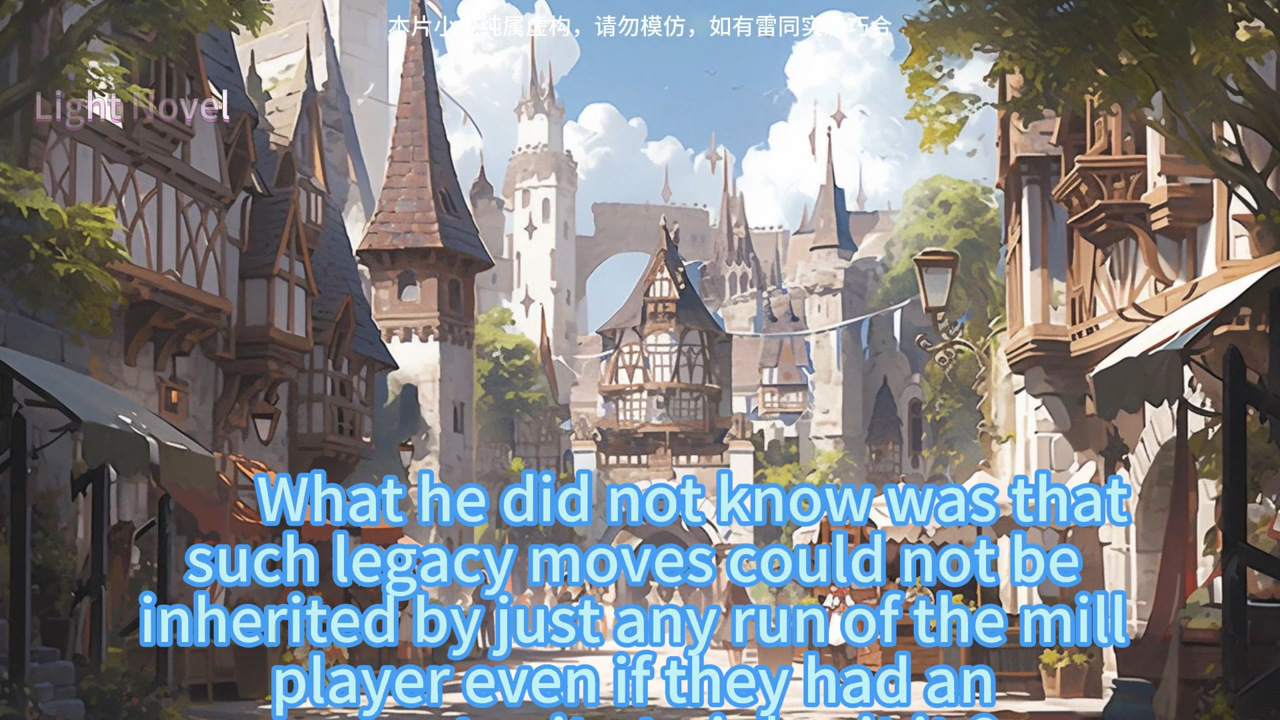 本片小说纯属虚构，请勿模仿，如有雷同实属巧合
Light Novel
What he did not know was that
such legacy moves could not be
inherited by just any run of the mill
player even if they had an